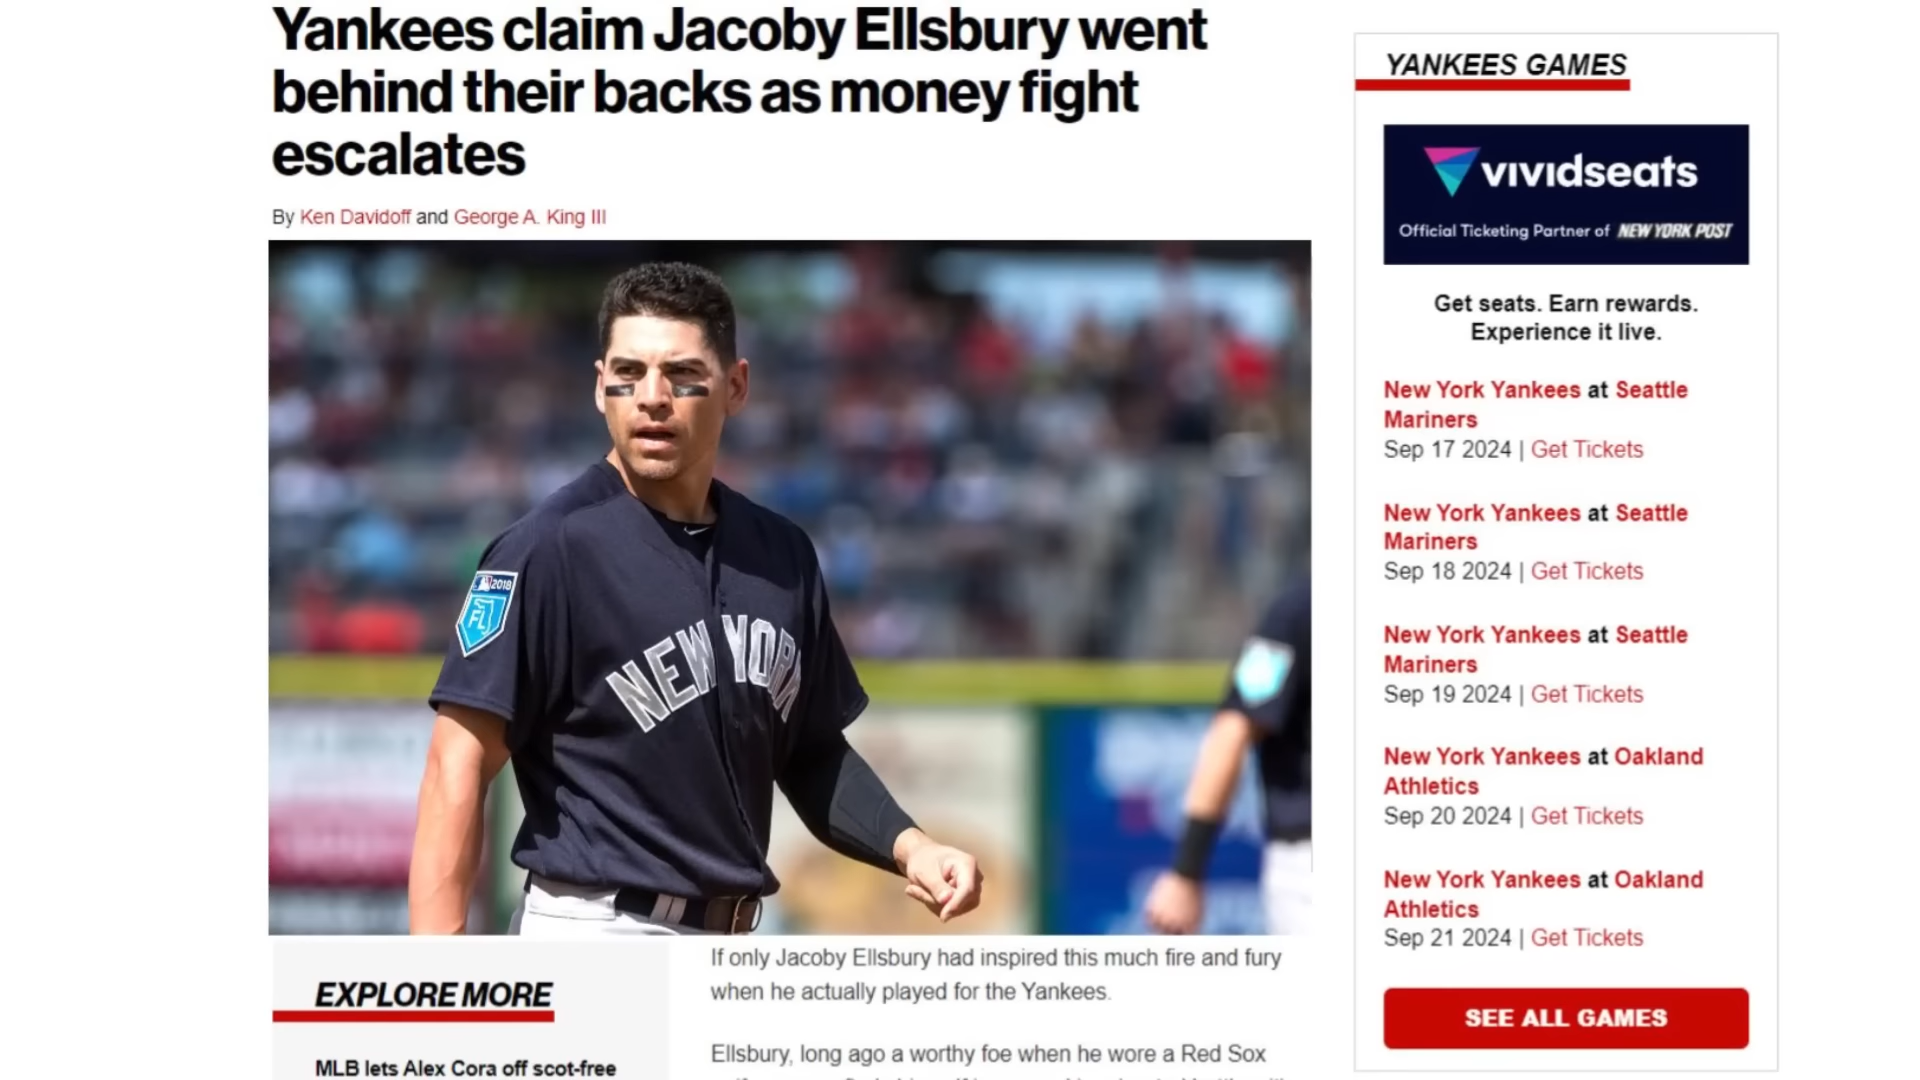 Yankees claim Jacoby Ellsbury went
behind their backs as money fight
escalates
By Ken Davidoff and George A. King III
2018
FL
NEW YORK
EXPLORE MORE
MLB lets Alex Cora off scot-free
If only Jacoby Ellsbury had inspired this much fire and fury
when he actually played for the Yankees.
Ellsbury, long ago a worthy foe when he wore a Red Sox
YANKEES GAMES
vividseats
Official Ticketing Partner of NEW YORK POST
Get seats. Earn rewards.
Experience it live.
New York Yankees at Seattle
Mariners
Sep 17 2024 | Get Tickets
New York Yankees at Seattle
Mariners
Sep 18 2024 | Get Tickets
New York Yankees at Seattle
Mariners
Sep 19 2024 | Get Tickets
New York Yankees at Oakland
Athletics
Sep 20 2024 | Get Tickets
New York Yankees at Oakland
Athletics
Sep 21 2024 | Get Tickets
SEE ALL GAMES